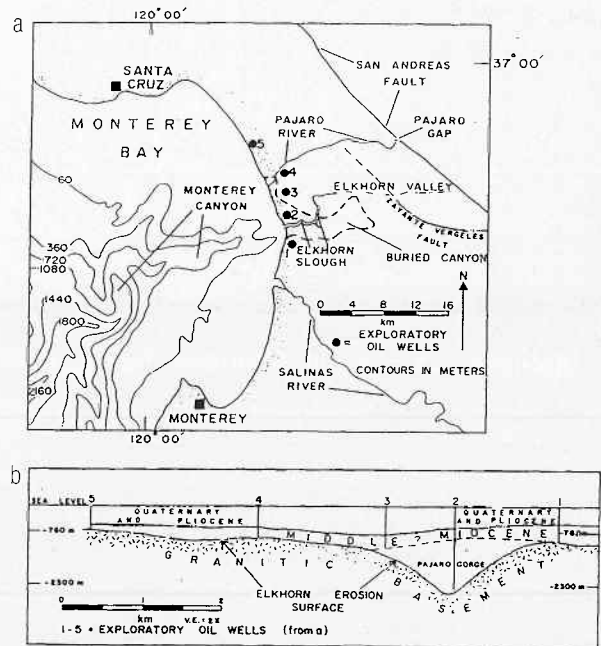 a
120°00'
37°00'
SANTA
CRUZ
SAN ANDREAS
FAULT
MONTEREY
BAY
PAJARO
RIVER
PAJARO
GAP
5
4
3
2
1
60
MONTEREY
CANYON
ELKHORN VALLEY
ZAYANTE VERGELES
FAULT
360
720
1080
1440
1800
2160
ELKHORN
SLOUGH
BURIED CANYON
N
0 4 8 12 16
km
● = EXPLORATORY
OIL WELLS
CONTOURS IN METERS
SALINAS
RIVER
MONTEREY
120°00'
b
SEA LEVEL 5 4 3 2 1
QUATERNARY
AND PLIOCENE
QUATERNARY
AND PLIOCENE
-760 m
MIDDLE? MIOCENE
GRANITIC BASEMENT
PAJARO GORGE
-2300 m
-2300 m
ELKHORN EROSION
SURFACE
0 1 2
km V.E.=2X
1-5 • EXPLORATORY OIL WELLS (from a)